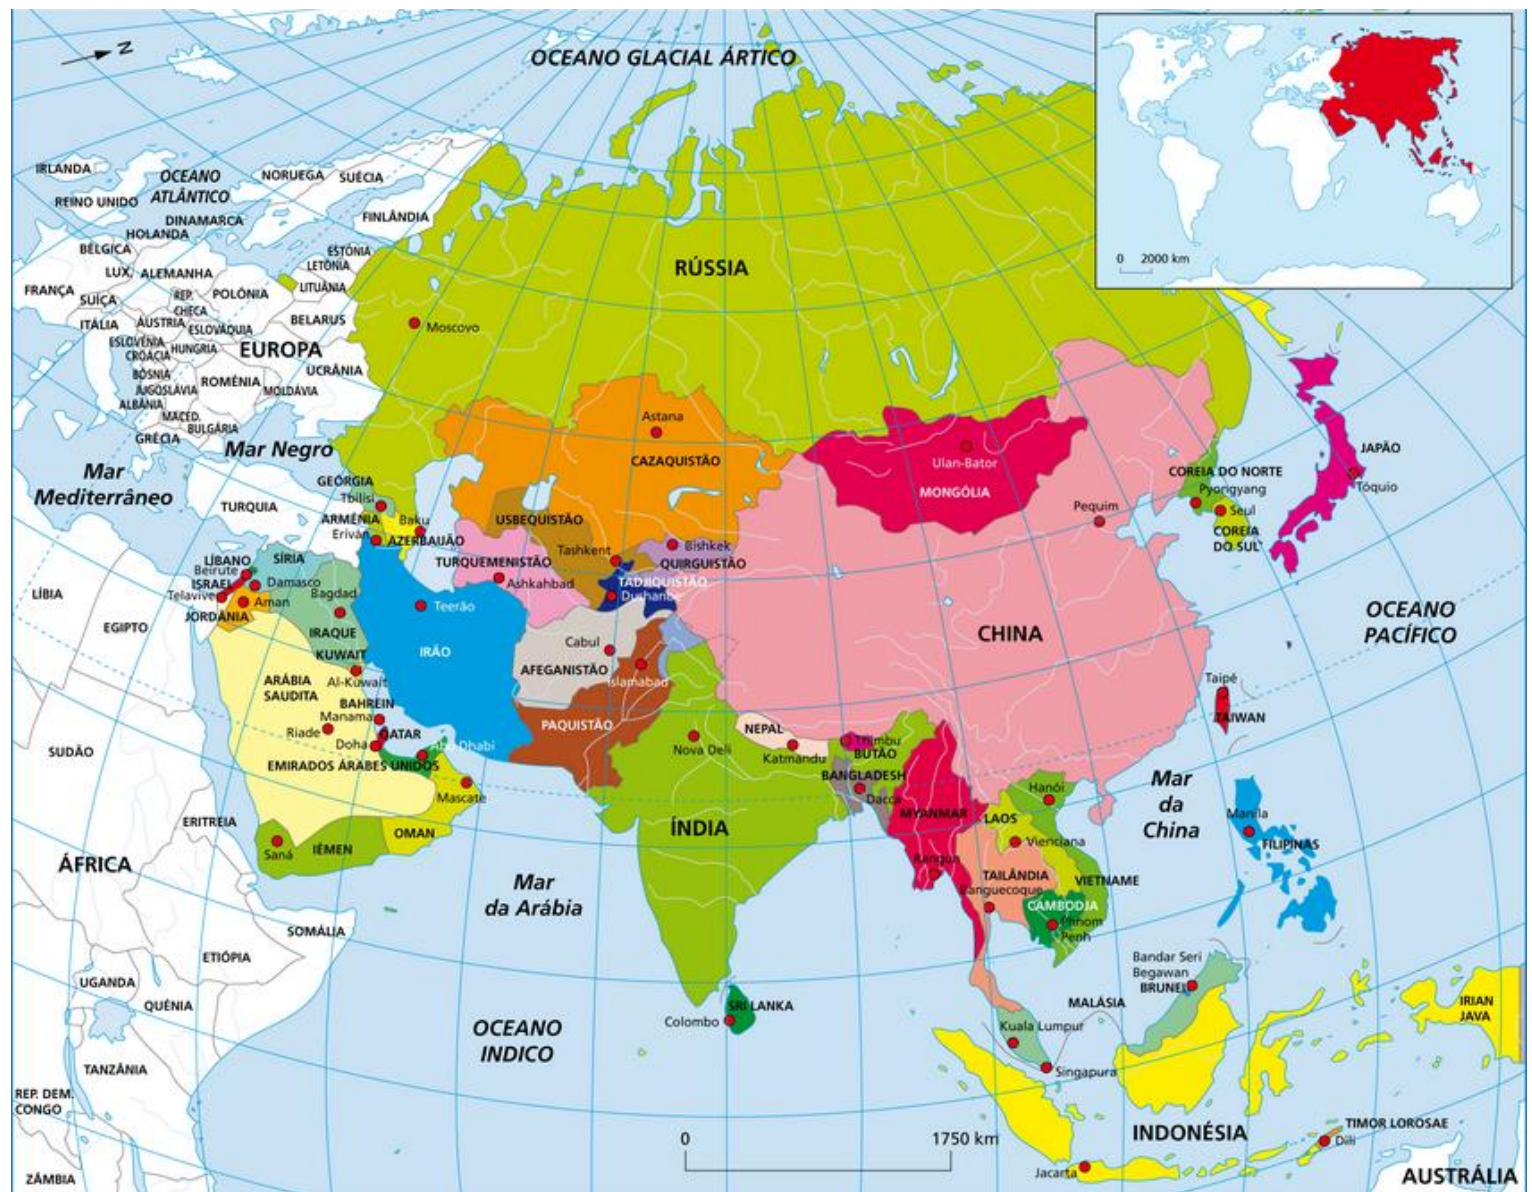 OCEANO GLACIAL ÁRTICO
N
0 2000 km
IRLANDA
OCEANO
ATLÂNTICO
NORUEGA
SUÉCIA
REINO UNIDO
DINAMARCA
FINLÂNDIA
HOLANDA
BÉLGICA
ESTÓNIA
LETÓNIA
LUX.
ALEMANHA
LITUÂNIA
FRANÇA
SUÍÇA
REP.
CHECA
POLÓNIA
ITÁLIA
ÁUSTRIA
ESLOVÁQUIA
BELARUS
ESLOVÉNIA
CROÁCIA
HUNGRIA
EUROPA
UCRÂNIA
BÓSNIA
JUGOSLÁVIA
ROMÉNIA
MOLDÁVIA
ALBÂNIA
MACED.
BULGÁRIA
GRÉCIA
Mar Negro
Mar
Mediterrâneo
RÚSSIA
Moscovo
Astana
CAZAQUISTÃO
Ulan-Bator
MONGÓLIA
JAPÃO
Tóquio
COREIA DO NORTE
Pyongyang
Seul
COREIA
DO SUL
Pequim
GEÓRGIA
Tbilisi
TURQUIA
ARMÉNIA
Erivan
Baku
AZERBAIJÃO
USBEQUISTÃO
Tashkent
Bishkek
QUIRGUISTÃO
TURQUEMENISTÃO
Ashkahbad
TADJIQUISTÃO
Dushanbe
LÍBANO
Beirute
SÍRIA
ISRAEL
Damasco
Telavive
Aman
JORDÂNIA
Bagdad
IRAQUE
Teerão
IRÃO
LÍBIA
EGIPTO
KUWAIT
Al-Kuwait
ARÁBIA
SAUDITA
BAHREIN
Manama
Riade
QATAR
Doha
Abu Dhabi
EMIRADOS ÁRABES UNIDOS
Mascate
OMAN
Saná
IÉMEN
Cabul
AFEGANISTÃO
Islamabad
PAQUISTÃO
CHINA
OCEANO
PACÍFICO
Taipé
TAIWAN
SUDÃO
ERITREIA
ÁFRICA
Nova Deli
NEPAL
Katmandu
Thimbu
BUTÃO
BANGLADESH
Dacca
ÍNDIA
MYANMAR
Rangun
Hanói
LAOS
Vienciana
TAILÂNDIA
Banguecoque
VIETNAME
CAMBODJA
Phnom
Penh
Mar
da
China
Manila
FILIPINAS
Mar
da Arábia
SOMÁLIA
ETIÓPIA
UGANDA
QUÉNIA
TANZÂNIA
REP. DEM.
CONGO
ZÂMBIA
SRI LANKA
Colombo
OCEANO
INDICO
Bandar Seri
Begawan
BRUNEI
MALÁSIA
Kuala Lumpur
Singapura
IRIAN
JAVA
INDONÉSIA
TIMOR LOROSAE
Dili
Jacarta
AUSTRÁLIA
0 1750 km